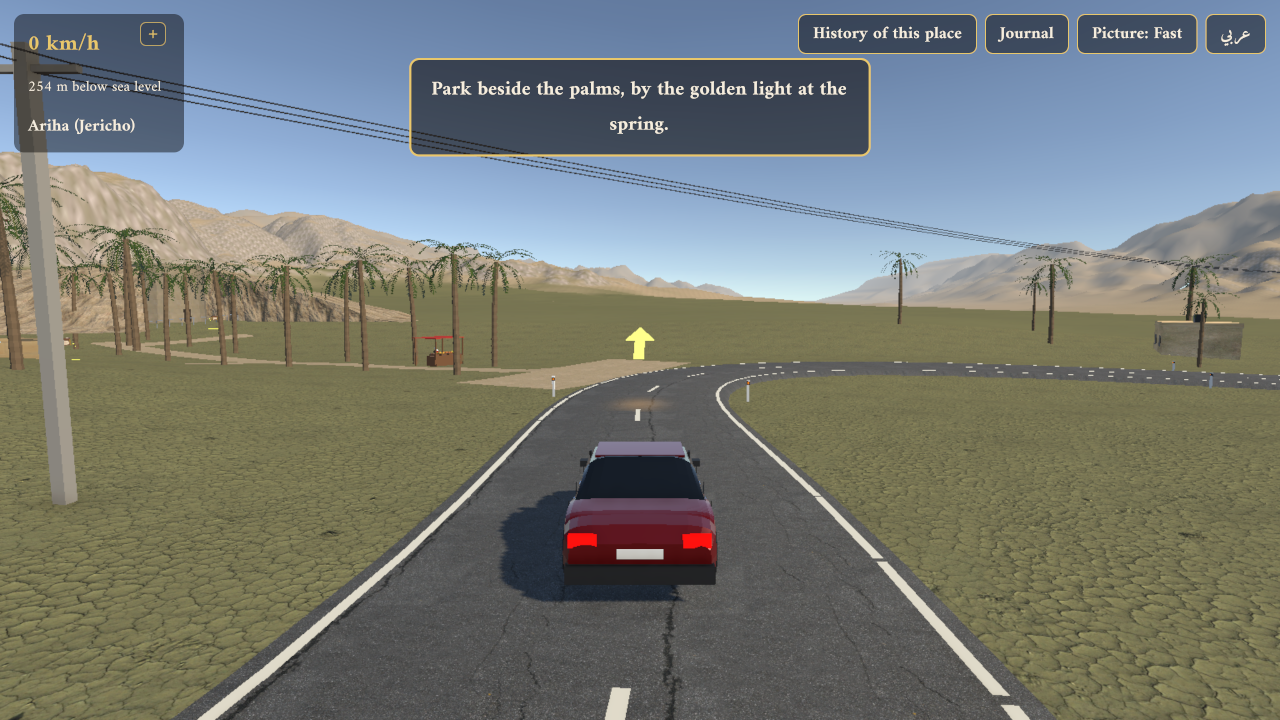 0 km/h
+
254 m below sea level
Ariha (Jericho)
History of this place
Journal
Picture: Fast
عربي
Park beside the palms, by the golden light at the
spring.